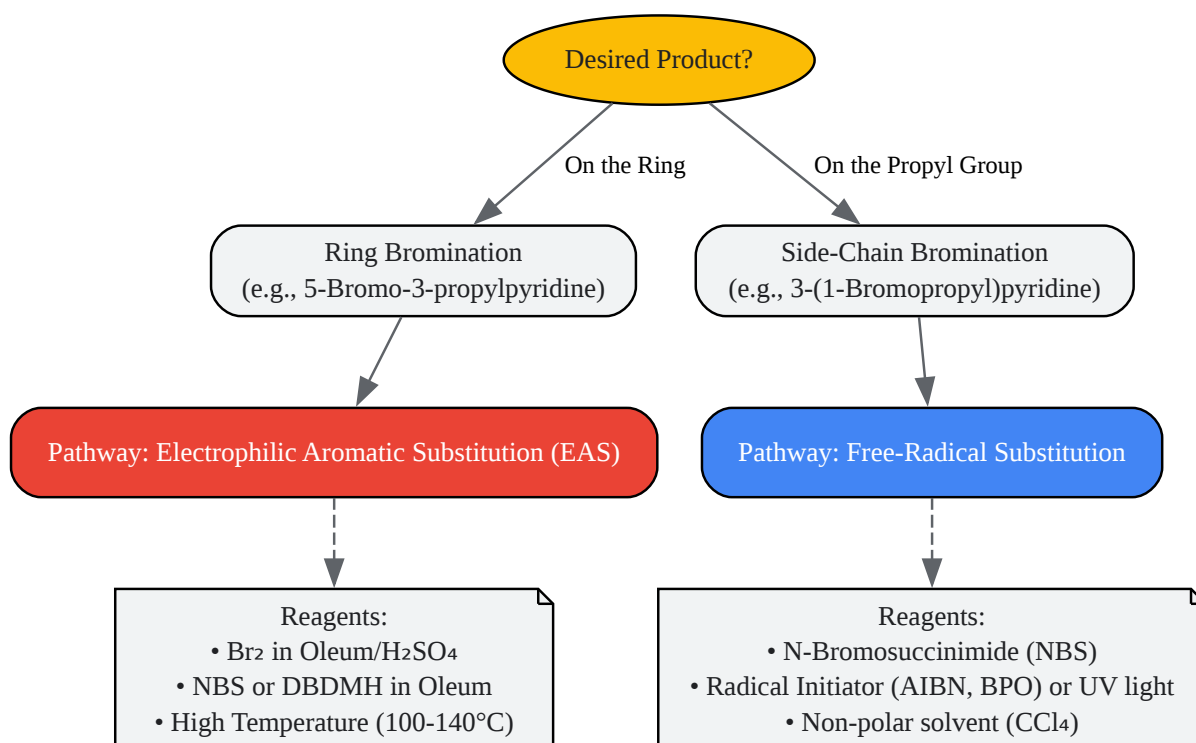 Desired Product?
On the Ring
On the Propyl Group
Ring Bromination
(e.g., 5-Bromo-3-propylpyridine)
Side-Chain Bromination
(e.g., 3-(1-Bromopropyl)pyridine)
Pathway: Electrophilic Aromatic Substitution (EAS)
Pathway: Free-Radical Substitution
Reagents:
• Br₂ in Oleum/H₂SO₄
• NBS or DBDMH in Oleum
• High Temperature (100-140°C)
Reagents:
• N-Bromosuccinimide (NBS)
• Radical Initiator (AIBN, BPO) or UV light
• Non-polar solvent (CCl₄)